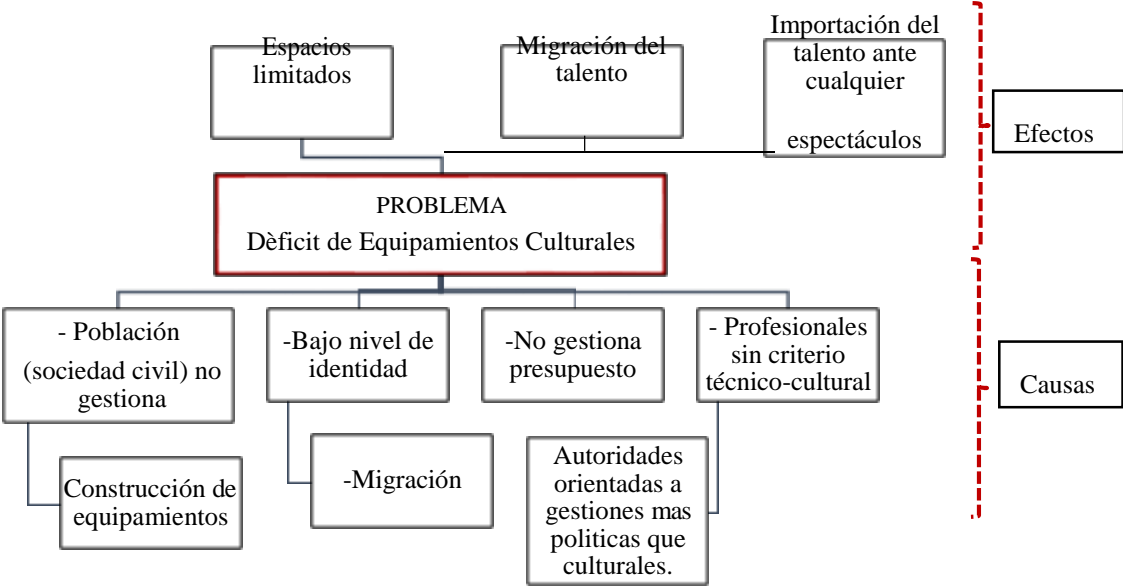 Espacios
limitados
Migración del
talento
Importación del
talento ante
cualquier
espectáculos
Efectos
PROBLEMA
Dèficit de Equipamientos Culturales
- Población
(sociedad civil) no
gestiona
-Bajo nivel de
identidad
-No gestiona
presupuesto
- Profesionales
sin criterio
técnico-cultural
Causas
Construcción de
equipamientos
-Migración
Autoridades
orientadas a
gestiones mas
politicas que
culturales.